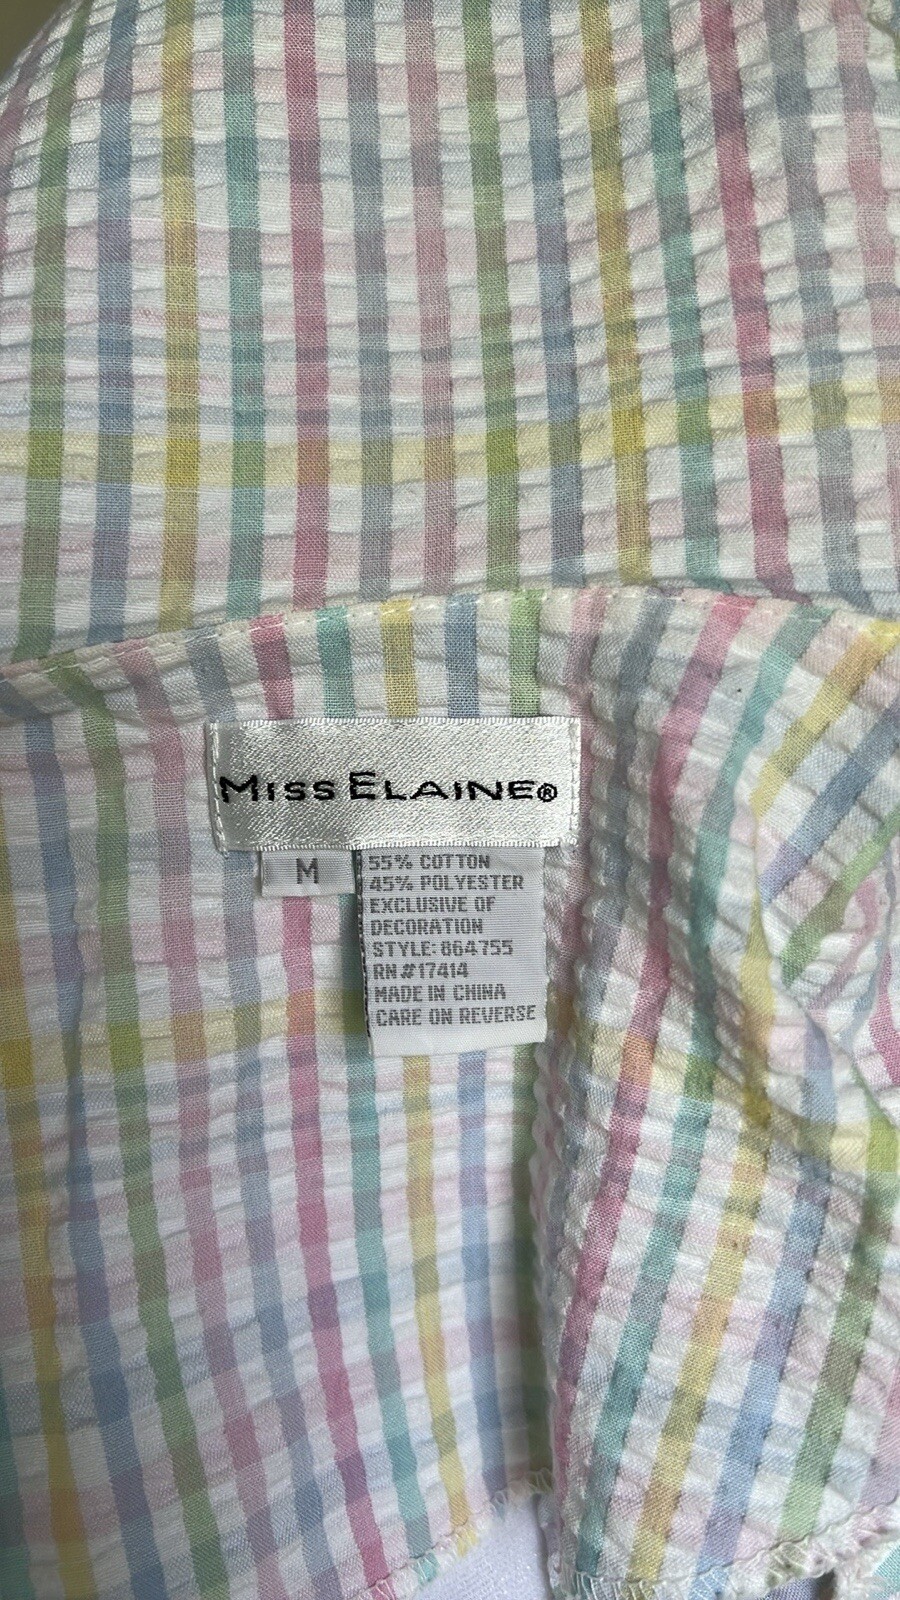 MISS ELAINE®
M
55% COTTON
45% POLYESTER
EXCLUSIVE OF
DECORATION
STYLE: 864755
RN#17414
MADE IN CHINA
CARE ON REVERSE